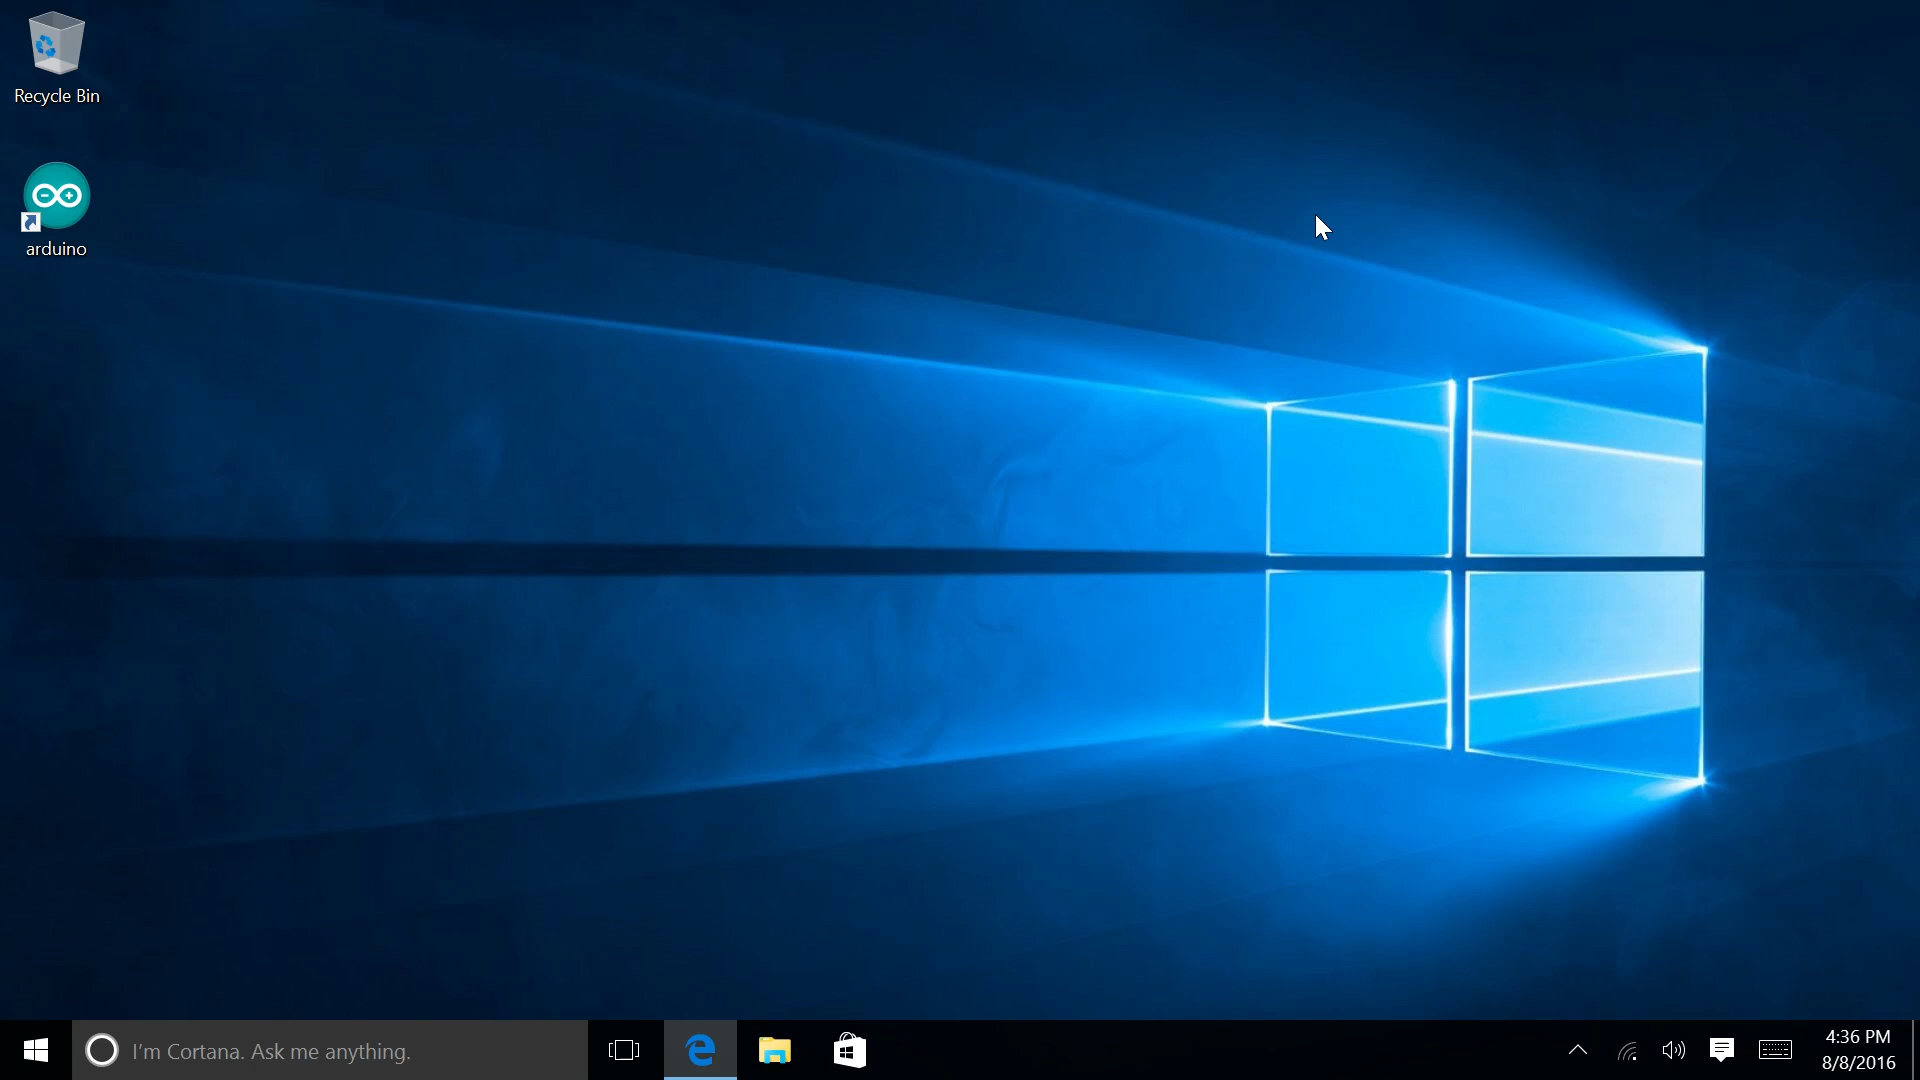 Recycle Bin
arduino
I'm Cortana. Ask me anything.
4:36 PM
8/8/2016